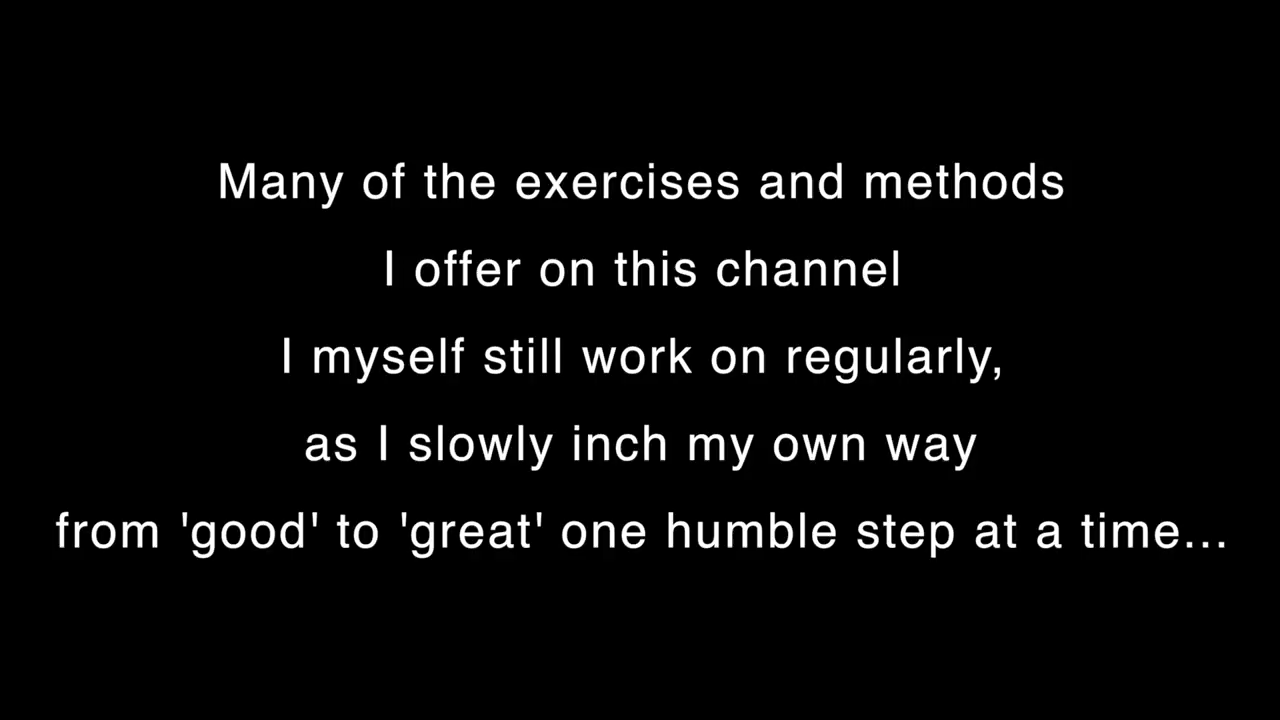 Many of the exercises and methods
I offer on this channel
I myself still work on regularly,
as I slowly inch my own way
from 'good' to 'great' one humble step at a time...